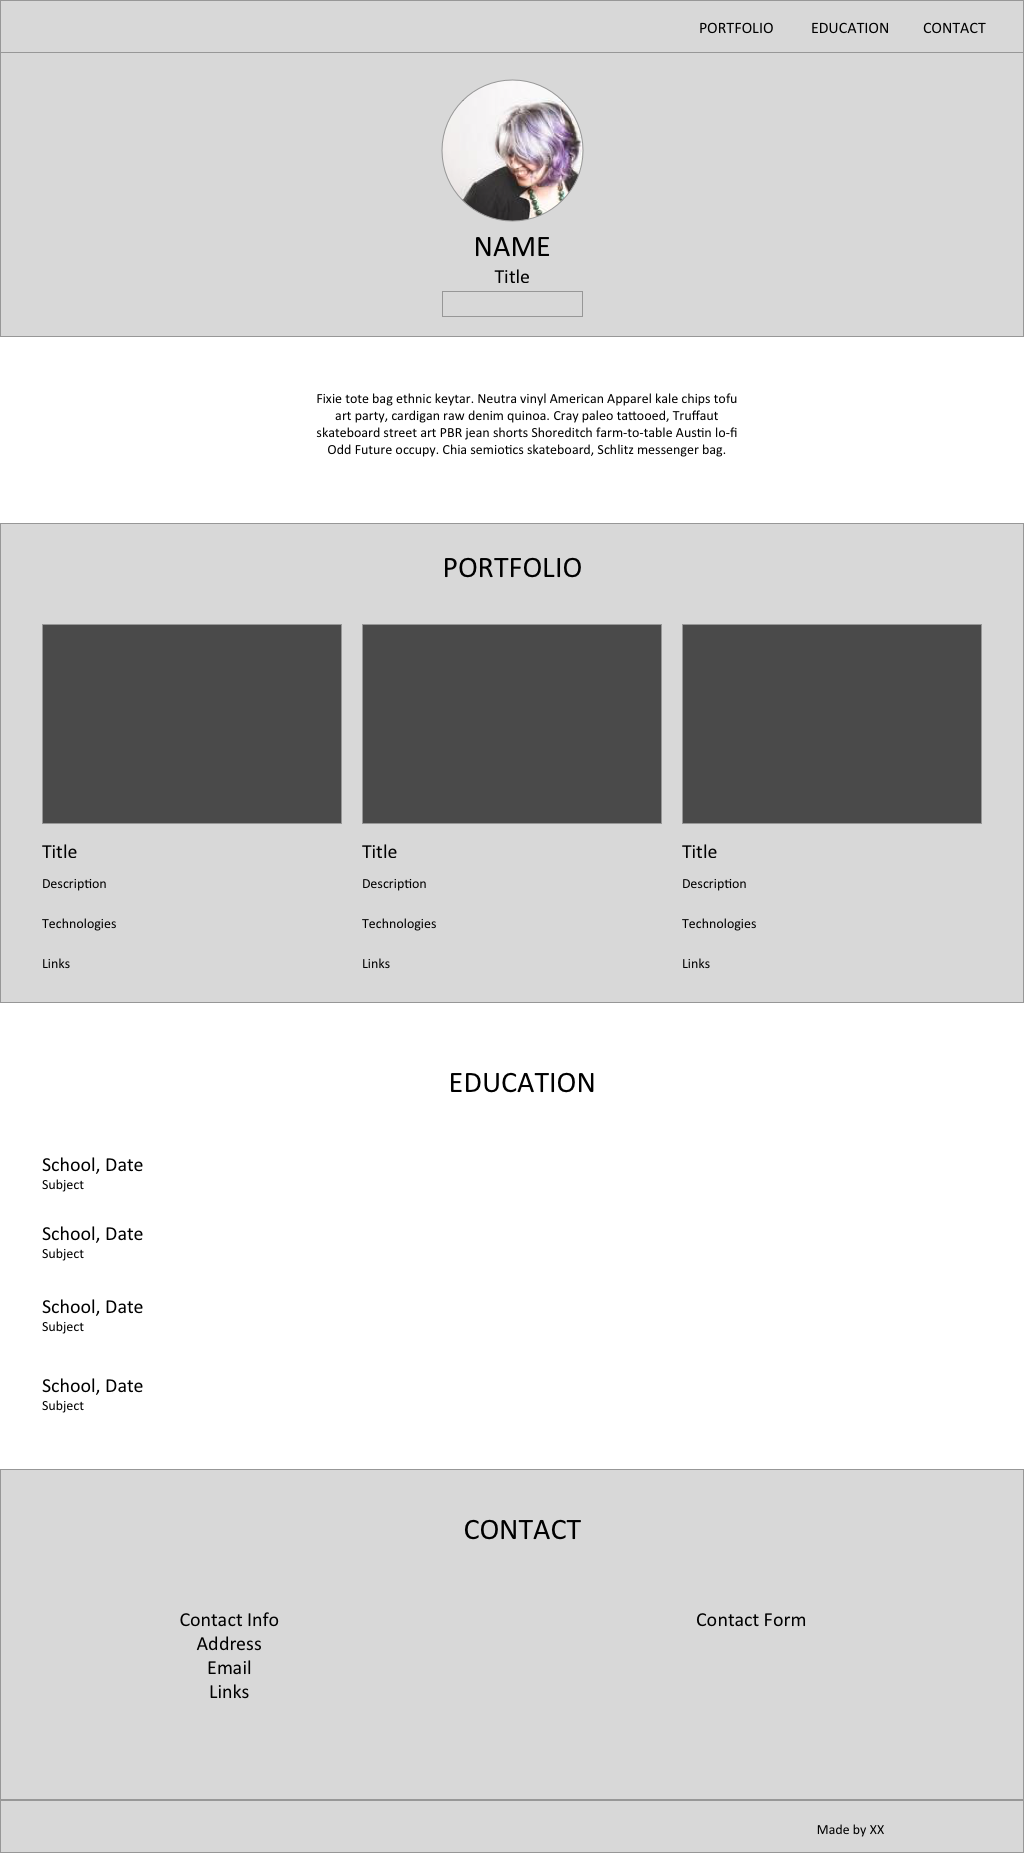 PORTFOLIO EDUCATION CONTACT
NAME
Title
Fixie tote bag ethnic keytar. Neutra vinyl American Apparel kale chips tofu
art party, cardigan raw denim quinoa. Cray paleo tattooed, Truffaut
skateboard street art PBR jean shorts Shoreditch farm-to-table Austin lo-fi
Odd Future occupy. Chia semiotics skateboard, Schlitz messenger bag.
PORTFOLIO
Title Title Title
Description Description Description
Technologies Technologies Technologies
Links Links Links
EDUCATION
School, Date
Subject
School, Date
Subject
School, Date
Subject
School, Date
Subject
CONTACT
Contact Info Contact Form
Address
Email
Links
Made by XX